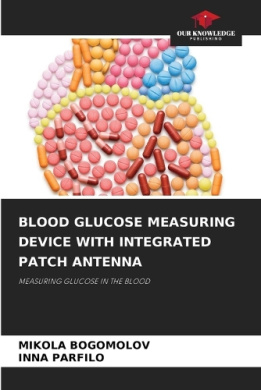 OUR KNOWLEDGE
PUBLISHING
BLOOD GLUCOSE MEASURING
DEVICE WITH INTEGRATED
PATCH ANTENNA
MEASURING GLUCOSE IN THE BLOOD
MIKOLA BOGOMOLOV
INNA PARFILO